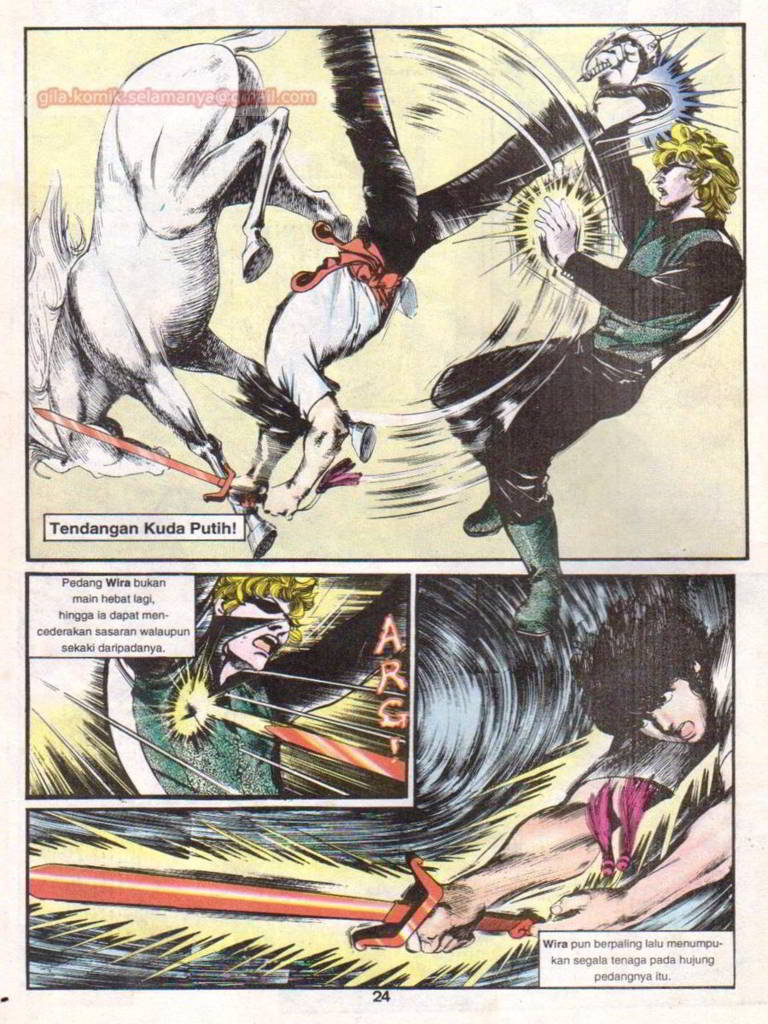 gila.komik.selamanya@gmail.com
Tendangan Kuda Putih!
Pedang Wira bukan
main hebat lagi,
hingga ia dapat men-
cederakan sasaran walaupun
sekaki daripadanya.
ARG!
Wira pun berpaling lalu menumpu-
kan segala tenaga pada hujung
pedangnya itu.
24